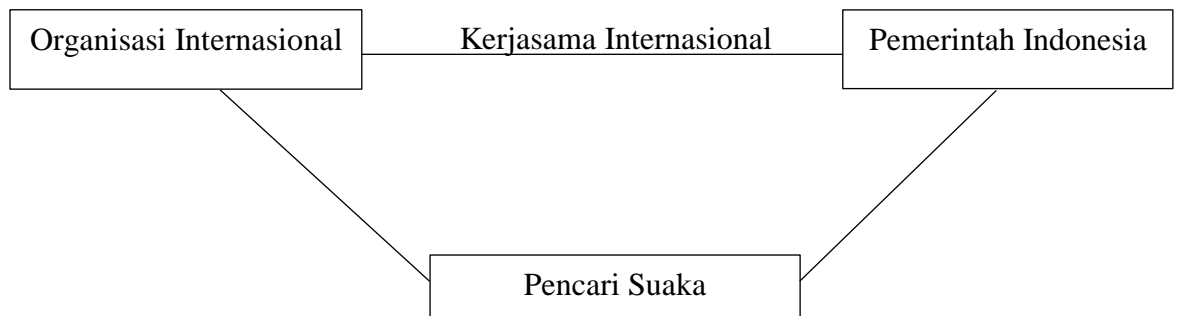 Organisasi Internasional
Kerjasama Internasional
Pemerintah Indonesia
Pencari Suaka